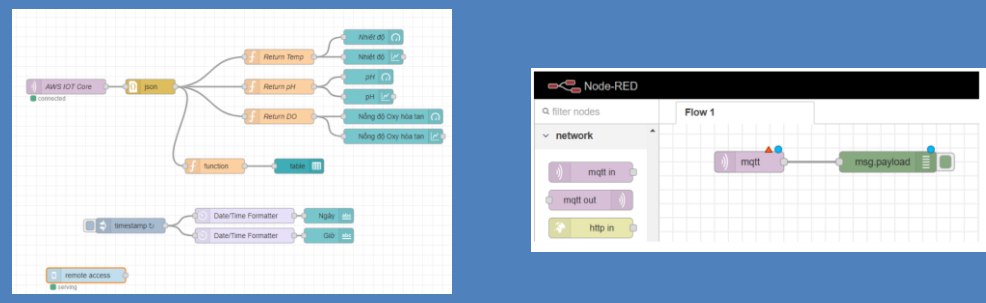 Nhiệt độ
Return Temp
Nhiệt độ
AWS IOT Core
json
Return pH
pH
connected
pH
Return DO
Nồng độ Oxy hòa tan
Nồng độ Oxy hòa tan
function
table
timestamp ↻
Date/Time Formatter
Ngày
abc
Date/Time Formatter
Giờ
abc
remote access
serving
Node-RED
filter nodes
Flow 1
network
mqtt in
mqtt out
http in
mqtt
msg.payload